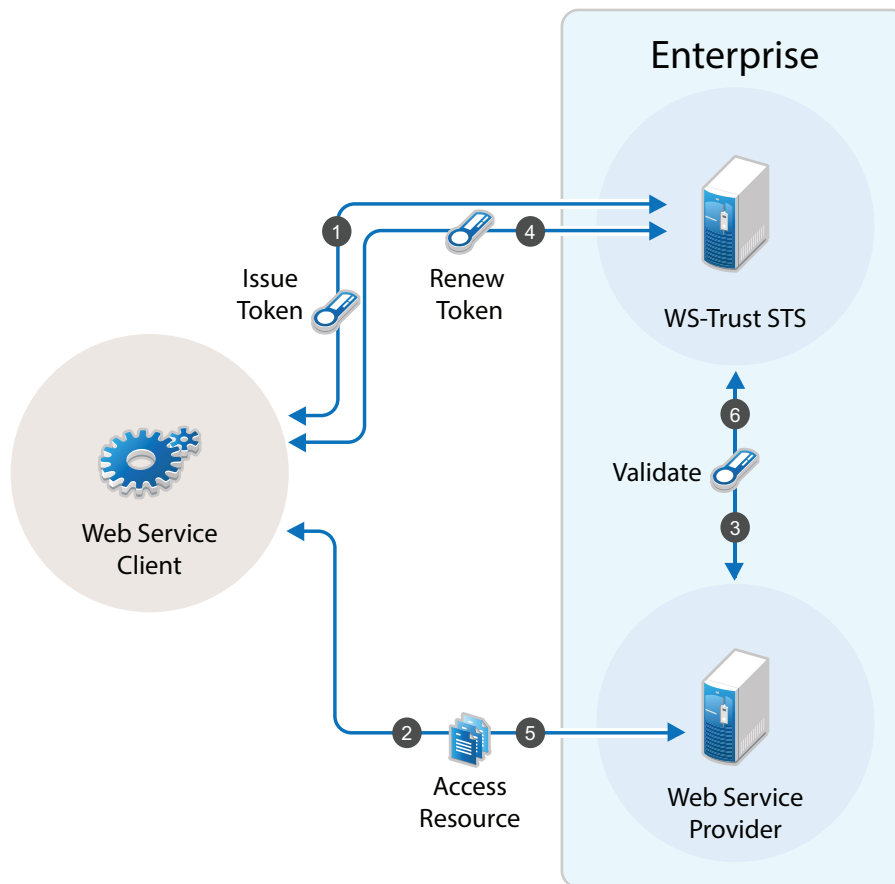 Enterprise
1
4
Issue
Token
Renew
Token
WS-Trust STS
6
Validate
3
Web Service
Client
2
5
Access
Resource
Web Service
Provider